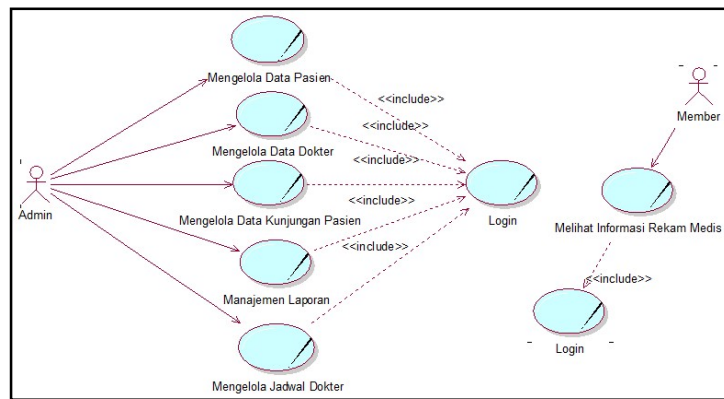 Mengelola Data Pasien
<<include>>
Member
<<include>>
Mengelola Data Dokter
<<include>>
Admin
Mengelola Data Kunjungan Pasien
<<include>>
Login
Melihat Informasi Rekam Medis
<<include>>
Manajemen Laporan
<<include>>
Login
Mengelola Jadwal Dokter